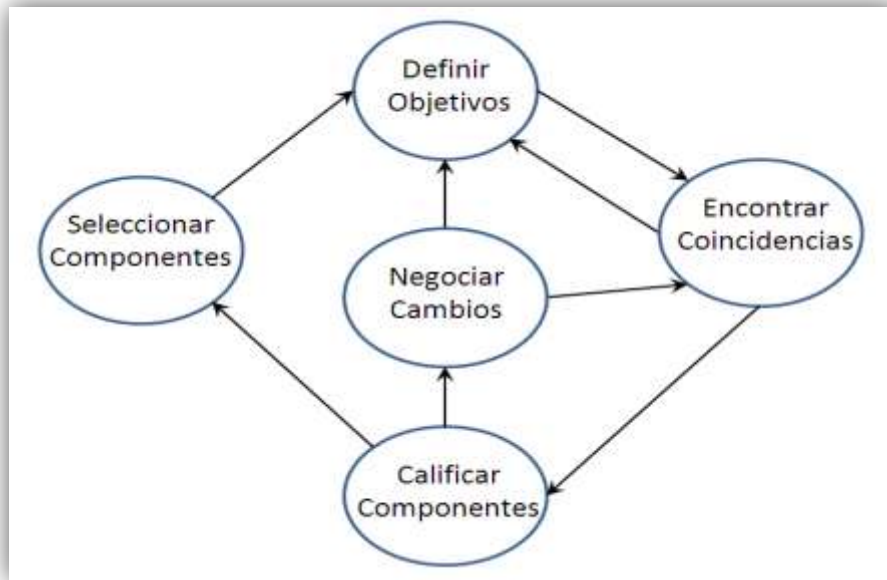 Definir
Objetivos
Encontrar
Coincidencias
Seleccionar
Componentes
Negociar
Cambios
Calificar
Componentes